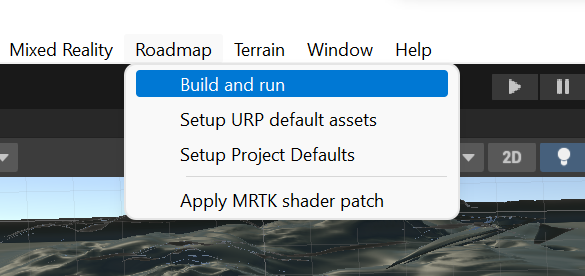 Mixed Reality Roadmap Terrain Window Help
Build and run
Setup URP default assets
Setup Project Defaults
2D
Apply MRTK shader patch